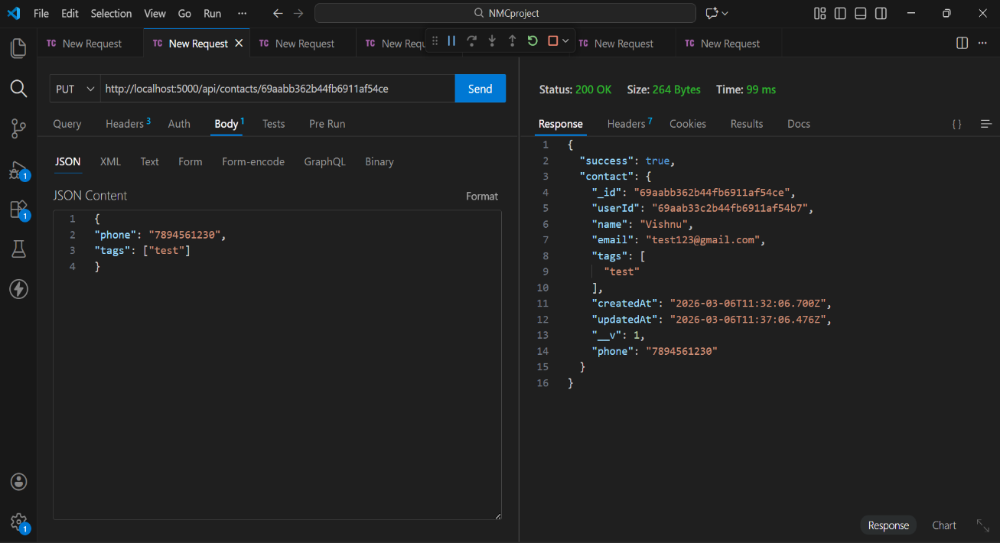 File Edit Selection View Go Run ... NMCproject
TC New Request TC New Request TC New Request TC New Requ TC New Request TC New Request
PUT http://localhost:5000/api/contacts/69aabb362b44fb6911af54ce Send
Query Headers 3 Auth Body 1 Tests Pre Run
JSON XML Text Form Form-encode GraphQL Binary
JSON Content Format
1 {
2 "phone": "7894561230",
3 "tags": ["test"]
4 }
Status: 200 OK Size: 264 Bytes Time: 99 ms
Response Headers 7 Cookies Results Docs { }
1 {
2 "success": true,
3 "contact": {
4 "_id": "69aabb362b44fb6911af54ce",
5 "userId": "69aab33c2b44fb6911af54b7",
6 "name": "Vishnu",
7 "email": "test123@gmail.com",
8 "tags": [
9 "test"
10 ],
11 "createdAt": "2026-03-06T11:32:06.700Z",
12 "updatedAt": "2026-03-06T11:37:06.476Z",
13 "__v": 1,
14 "phone": "7894561230"
15 }
16 }
1
1
1
Response Chart